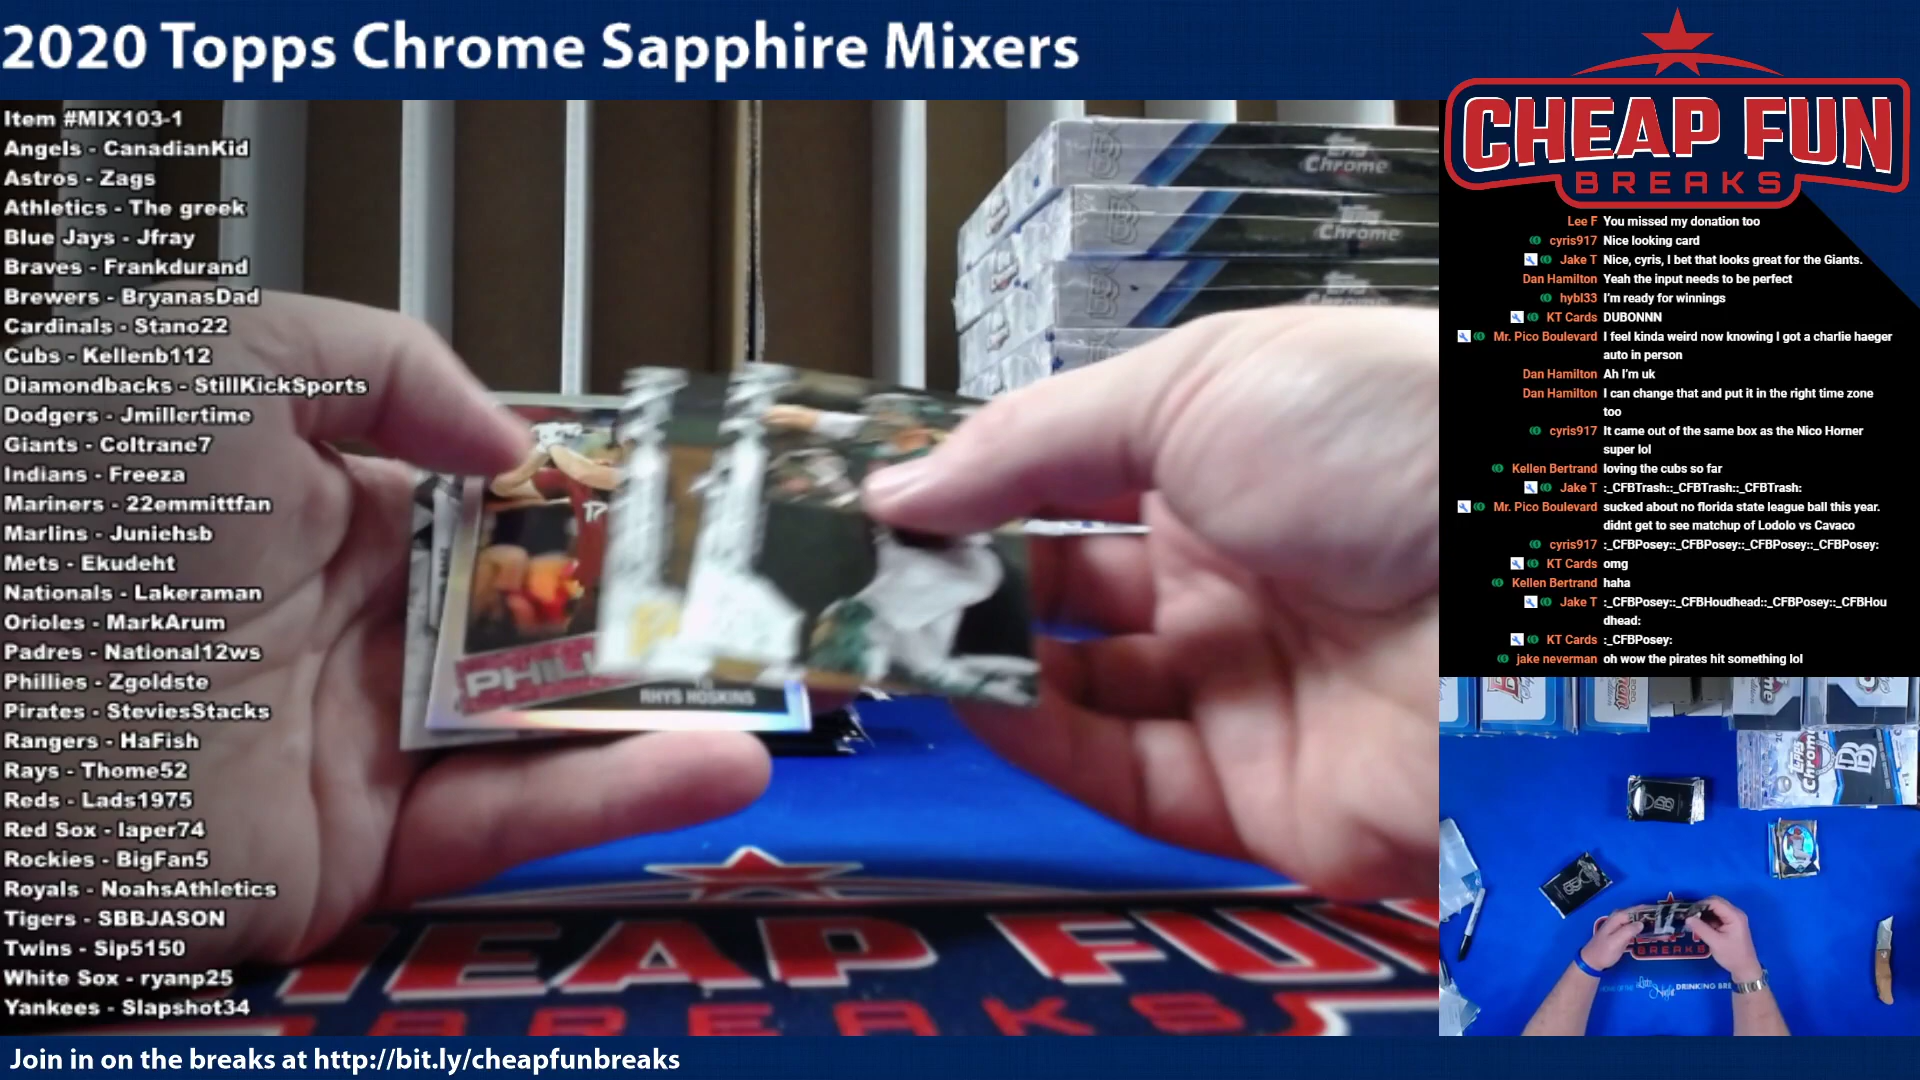 2020 Topps Chrome Sapphire Mixers
Item #MIX103-1
Angels - CanadianKid
Astros - Zags
Athletics - The greek
Blue Jays - Jfray
Braves - Frankdurand
Brewers - BryanasDad
Cardinals - Stano22
Cubs - Kellenb112
Diamondbacks - StillKickSports
Dodgers - Jmillertime
Giants - Coltrane7
Indians - Freeza
Mariners - 22emmittfan
Marlins - Juniehsb
Mets - Ekudeht
Nationals - Lakeraman
Orioles - MarkArum
Padres - National12ws
Phillies - Zgoldste
Pirates - SteviesStacks
Rangers - HaFish
Rays - Thome52
Reds - Lads1975
Red Sox - laper74
Rockies - BigFan5
Royals - NoahsAthletics
Tigers - SBBJASON
Twins - Sip5150
White Sox - ryanp25
Yankees - Slapshot34
Topps
Chrome
Topps
Chrome
Chrome
PHILL
RHYS HOSKINS
HEAP FUN
BREAKS
CHEAP FUN
BREAKS
Lee F You missed my donation too
cyris917 Nice looking card
Jake T Nice, cyris, I bet that looks great for the Giants.
Dan Hamilton Yeah the input needs to be perfect
hybl33 I'm ready for winnings
KT Cards DUBONNN
Mr. Pico Boulevard I feel kinda weird now knowing I got a charlie haeger
auto in person
Dan Hamilton Ah I'm uk
Dan Hamilton I can change that and put it in the right time zone
too
cyris917 It came out of the same box as the Nico Horner
super lol
Kellen Bertrand loving the cubs so far
Jake T :_CFBTrash::_CFBTrash::_CFBTrash:
Mr. Pico Boulevard sucked about no florida state league ball this year.
didnt get to see matchup of Lodolo vs Cavaco
cyris917 :_CFBPosey::_CFBPosey::_CFBPosey::_CFBPosey:
KT Cards omg
Kellen Bertrand haha
Jake T :_CFBPosey::_CFBHoudhead::_CFBPosey::_CFBHou
dhead:
KT Cards :_CFBPosey:
jake neverman oh wow the pirates hit something lol
Topps
Chrome
BREAKS
DRINKING BRE
Join in on the breaks at http://bit.ly/cheapfunbreaks